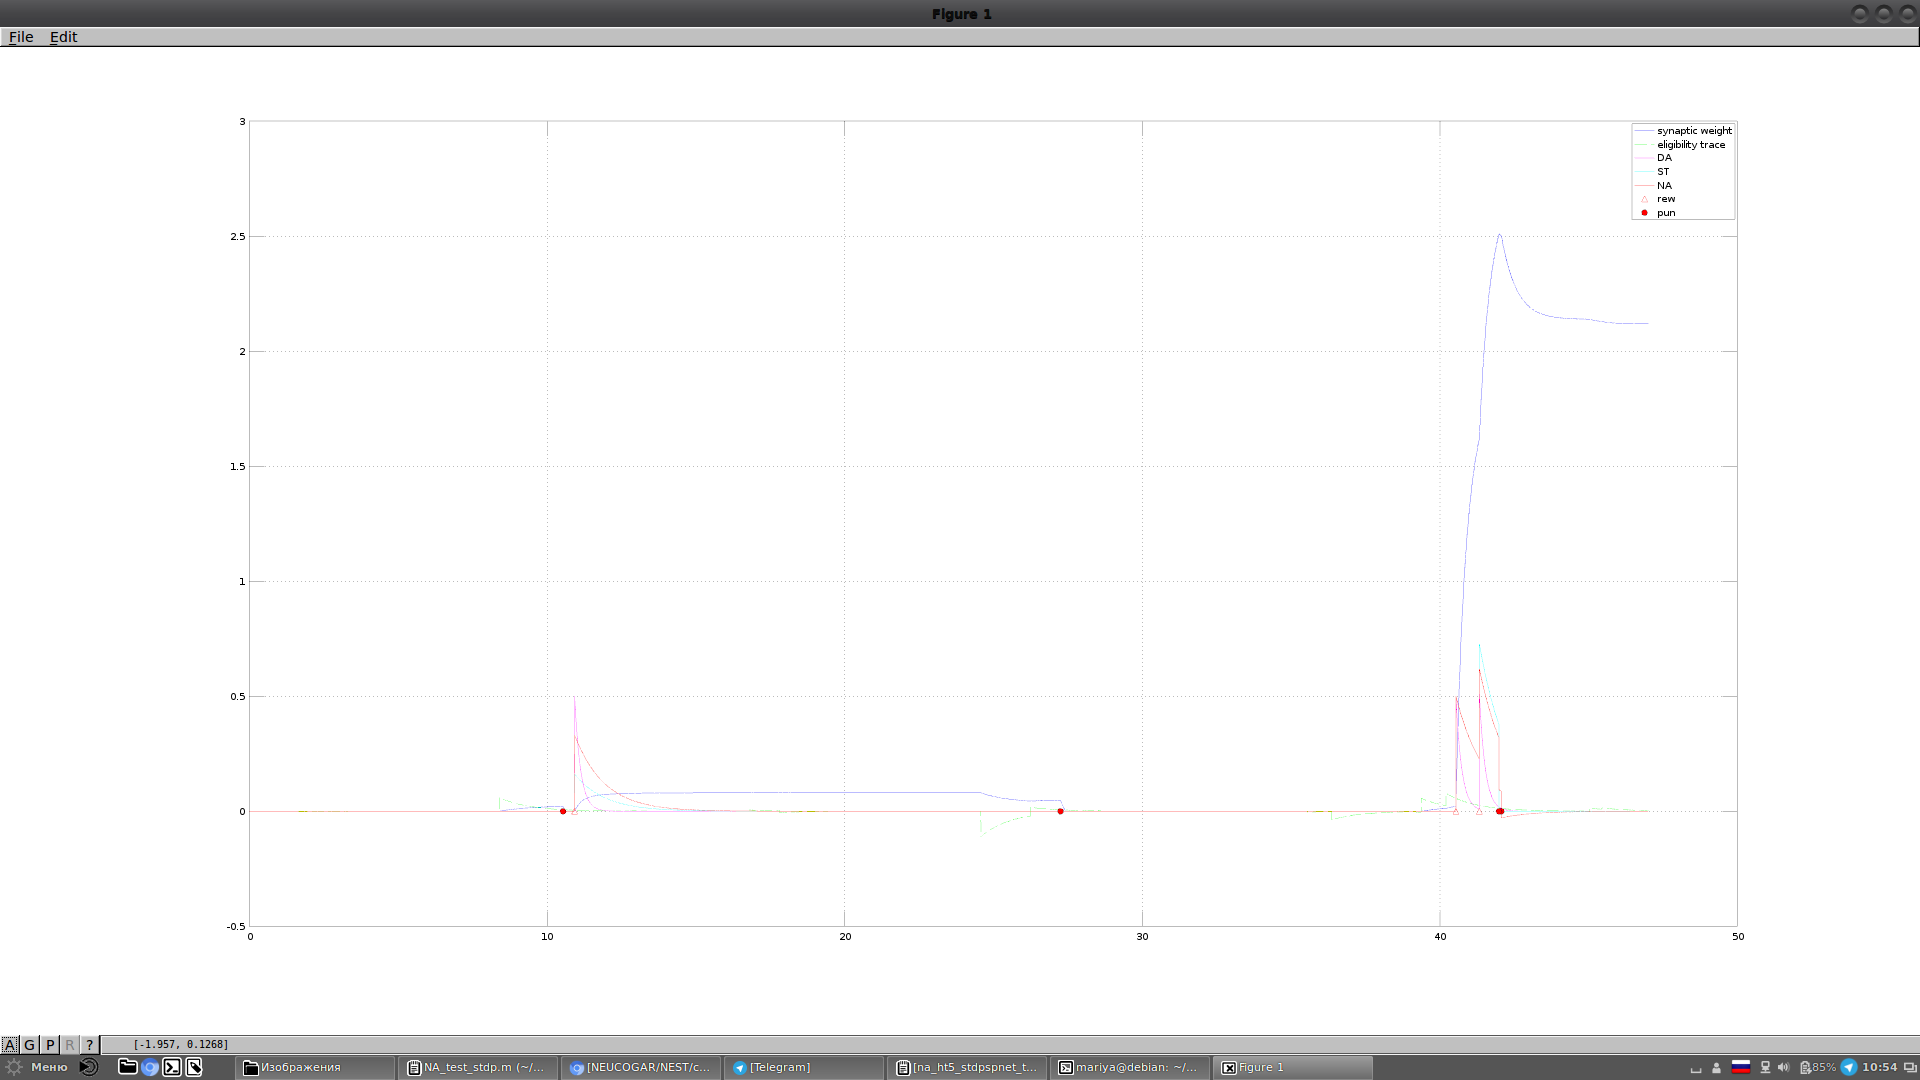 Figure 1
File Edit
3
2.5
2
1.5
1
0.5
0
-0.5
0 10 20 30 40 50
synaptic weight
eligibility trace
DA
ST
NA
rew
pun
A G P R ? [-1.957, 0.1268]
Меню Изображения NA_test_stdp.m (~/... [NEUCOGAR/NEST/c... [Telegram] [na_ht5_stdpspnet_t... mariya@debian: ~/... Figure 1 85% 10:54